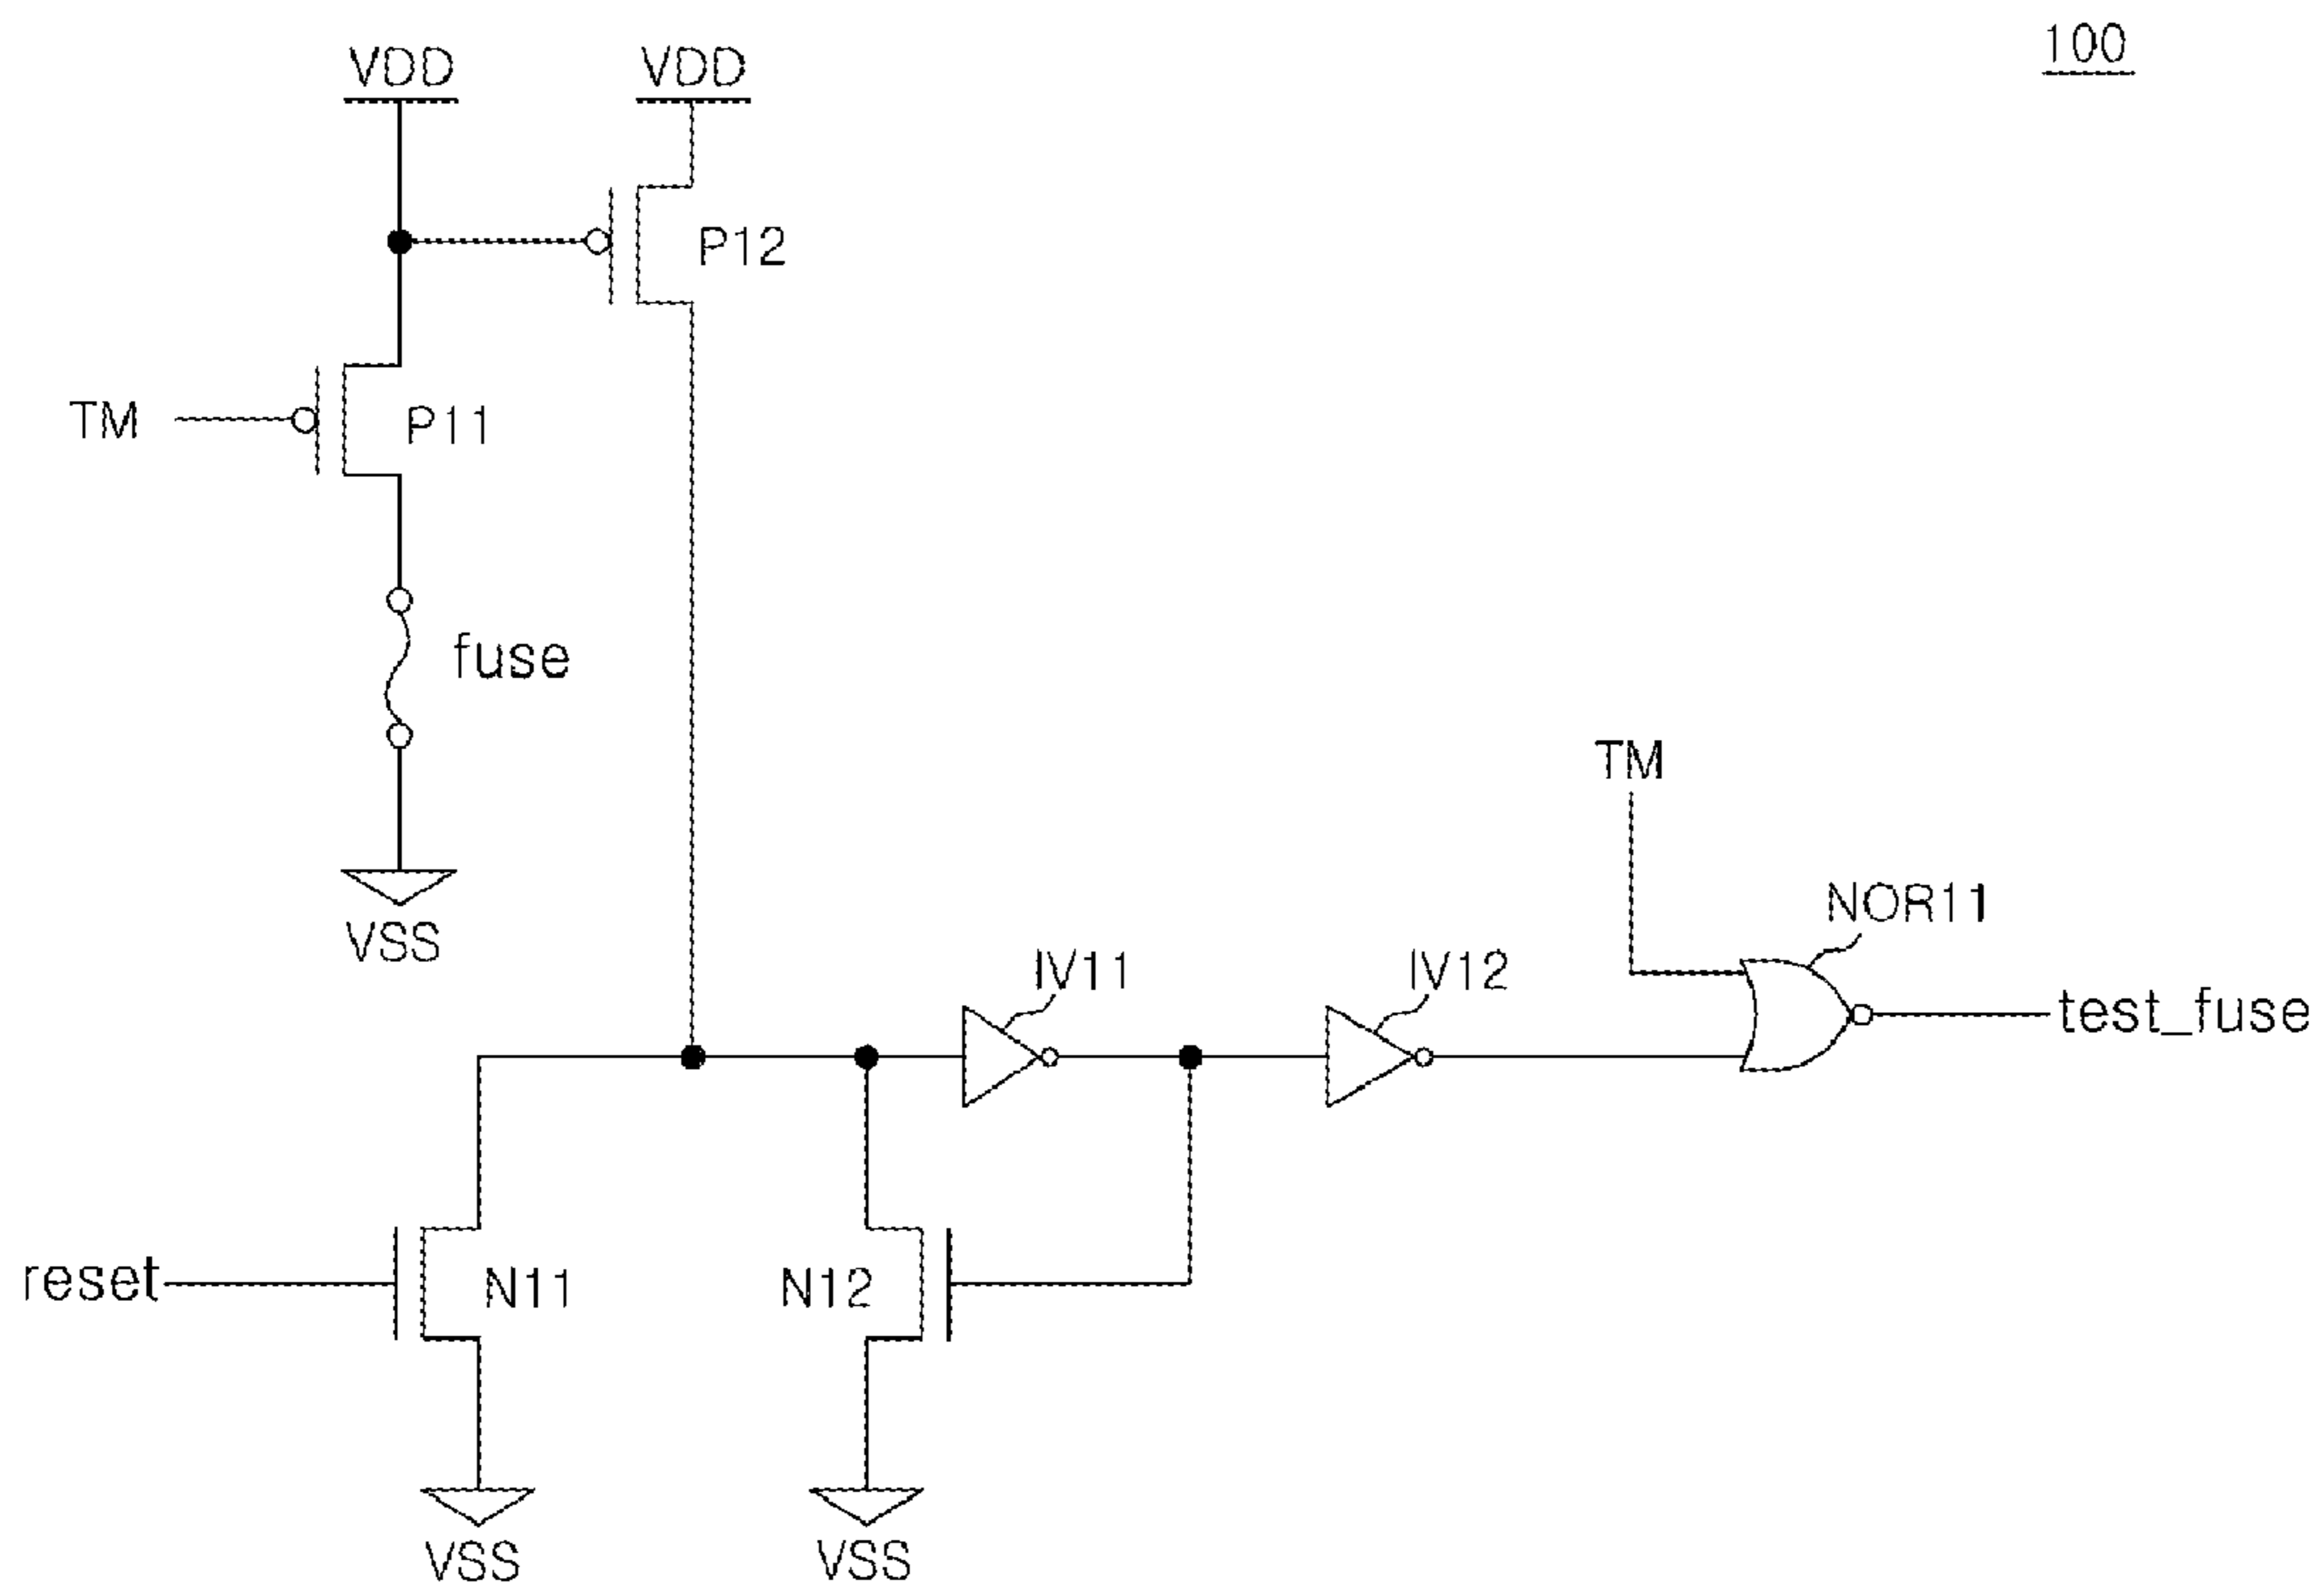 100
VDD
VDD
P12
TM
P11
fuse
VSS
TM
NOR11
IV11
IV12
test_fuse
reset
N11
N12
VSS
VSS